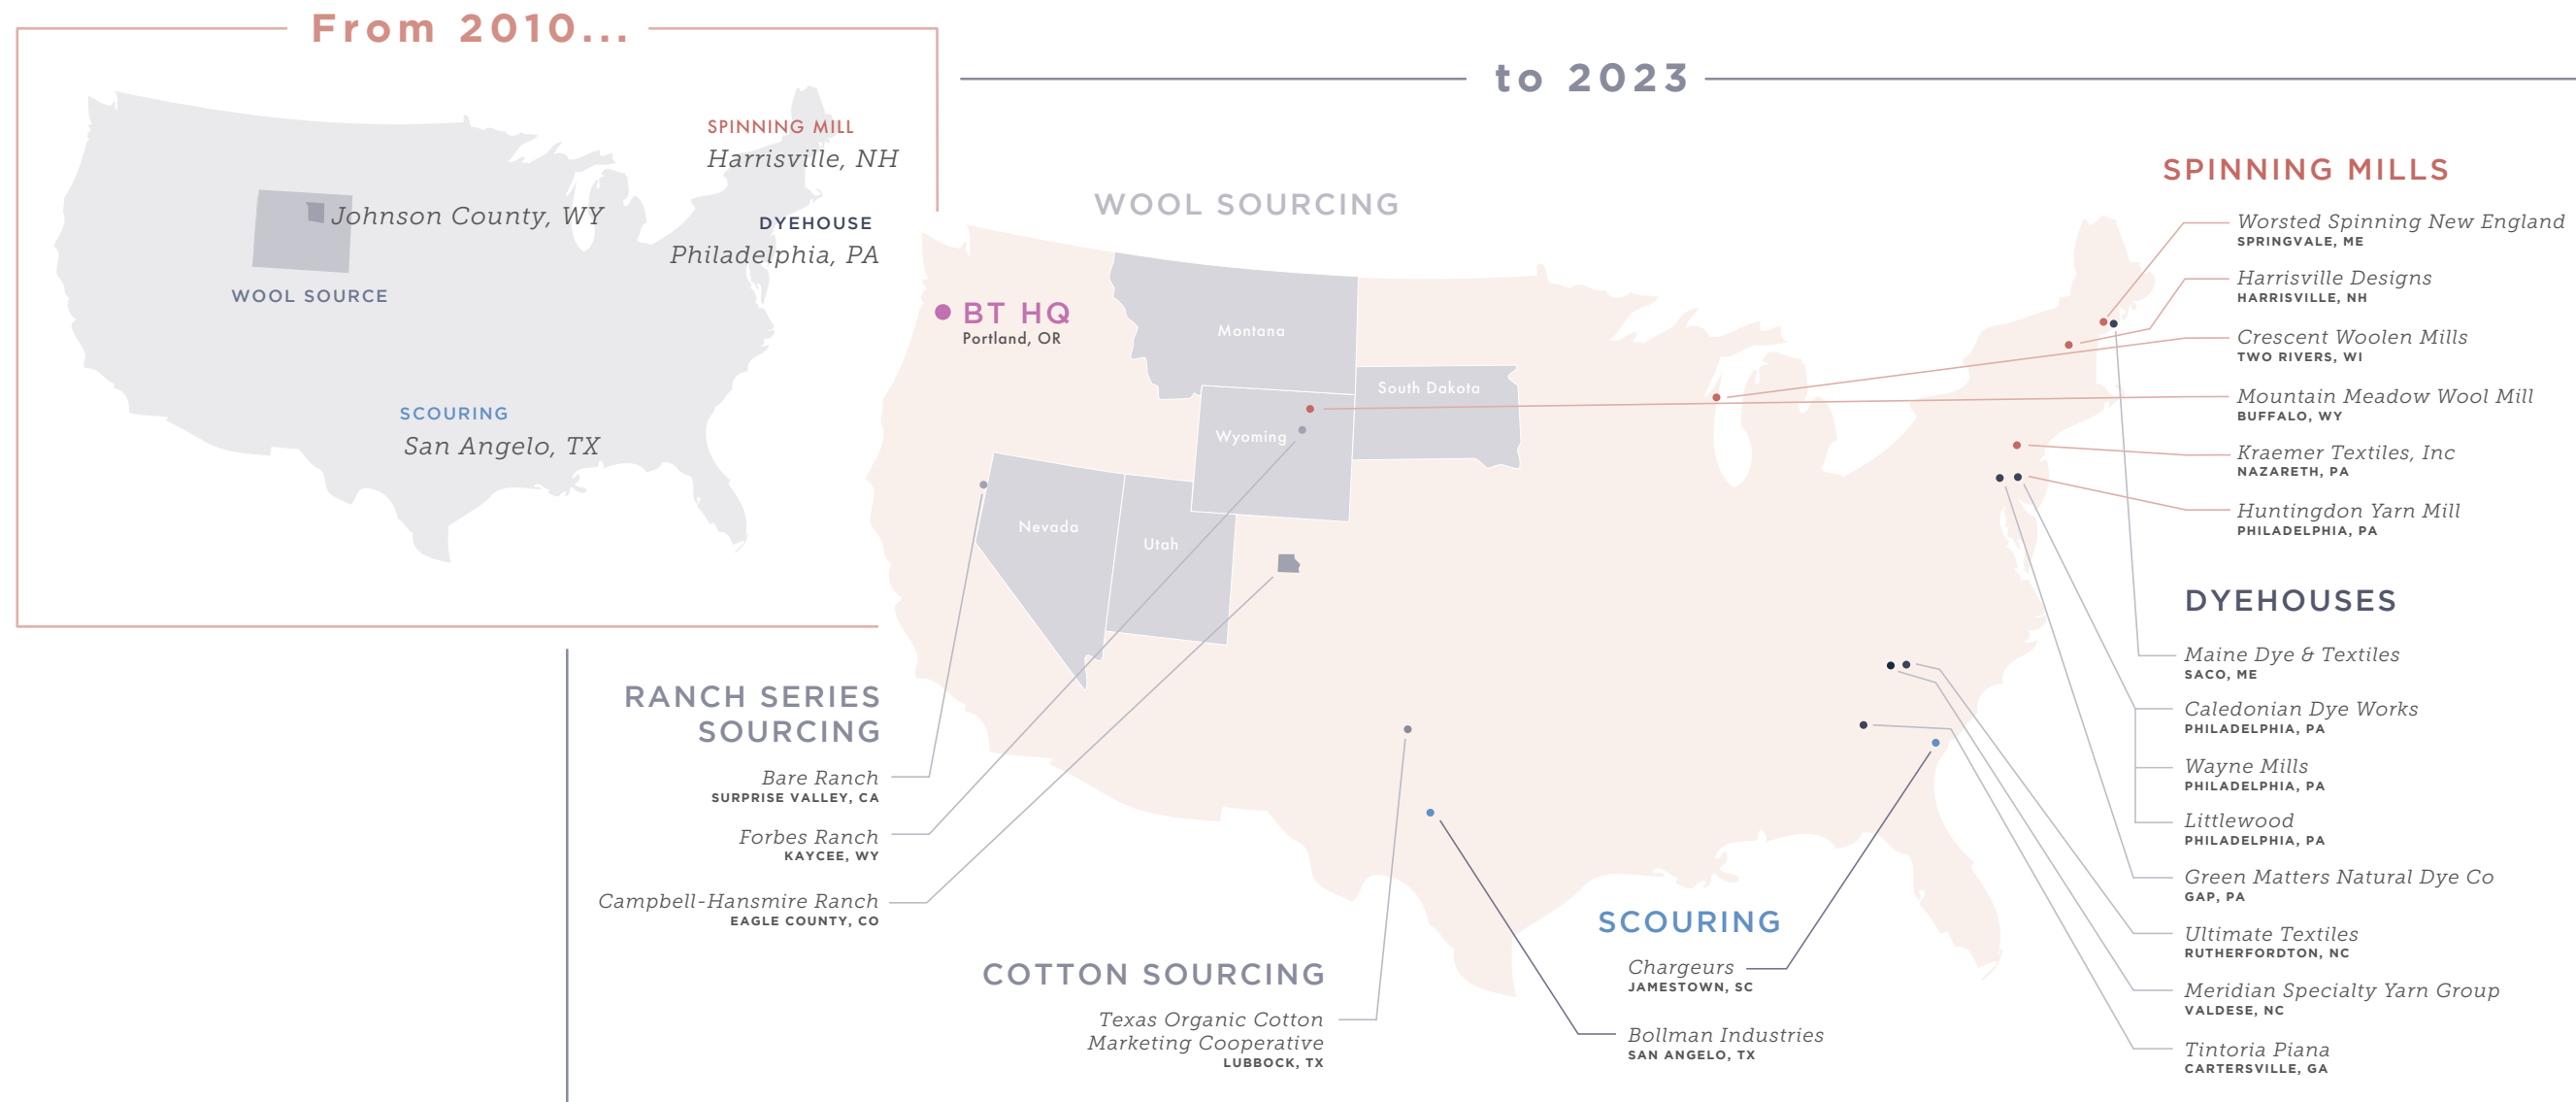 From 2010...
SPINNING MILL
Harrisville, NH
Johnson County, WY
DYEHOUSE
Philadelphia, PA
WOOL SOURCE
SCOURING
San Angelo, TX
to 2023
WOOL SOURCING
BT HQ
Portland, OR
Montana
South Dakota
Wyoming
Nevada
Utah
SPINNING MILLS
Worsted Spinning New England
SPRINGVALE, ME
Harrisville Designs
HARRISVILLE, NH
Crescent Woolen Mills
TWO RIVERS, WI
Mountain Meadow Wool Mill
BUFFALO, WY
Kraemer Textiles, Inc
NAZARETH, PA
Huntingdon Yarn Mill
PHILADELPHIA, PA
DYEHOUSES
Maine Dye & Textiles
SACO, ME
Caledonian Dye Works
PHILADELPHIA, PA
Wayne Mills
PHILADELPHIA, PA
Littlewood
PHILADELPHIA, PA
Green Matters Natural Dye Co
GAP, PA
Ultimate Textiles
RUTHERFORDTON, NC
Meridian Specialty Yarn Group
VALDESE, NC
Tintoria Piana
CARTERSVILLE, GA
RANCH SERIES
SOURCING
Bare Ranch
SURPRISE VALLEY, CA
Forbes Ranch
KAYCEE, WY
Campbell-Hansmire Ranch
EAGLE COUNTY, CO
COTTON SOURCING
Texas Organic Cotton
Marketing Cooperative
LUBBOCK, TX
SCOURING
Chargeurs
JAMESTOWN, SC
Bollman Industries
SAN ANGELO, TX